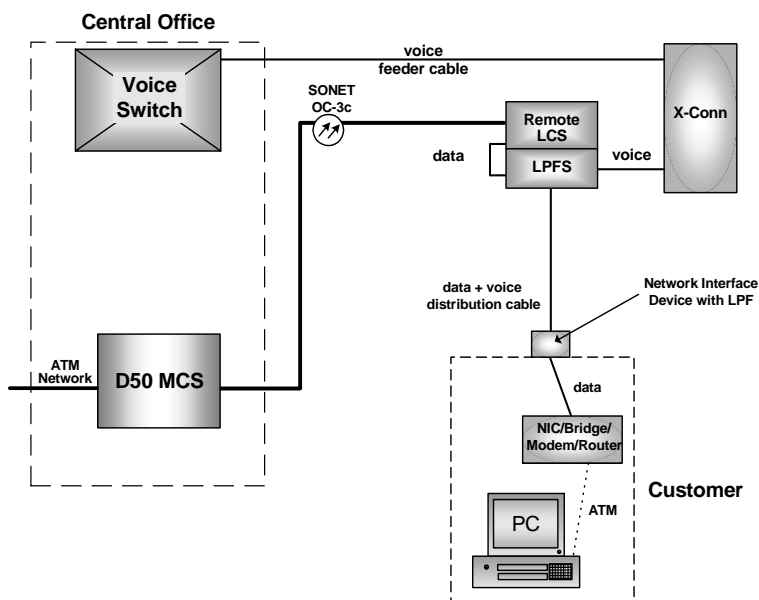 Central Office
voice
feeder cable
Voice
Switch
SONET
OC-3c
Remote
LCS
X-Conn
data
LPFS
voice
data + voice
distribution cable
Network Interface
Device with LPF
ATM
Network
D50 MCS
data
NIC/Bridge/
Modem/Router
Customer
ATM
PC